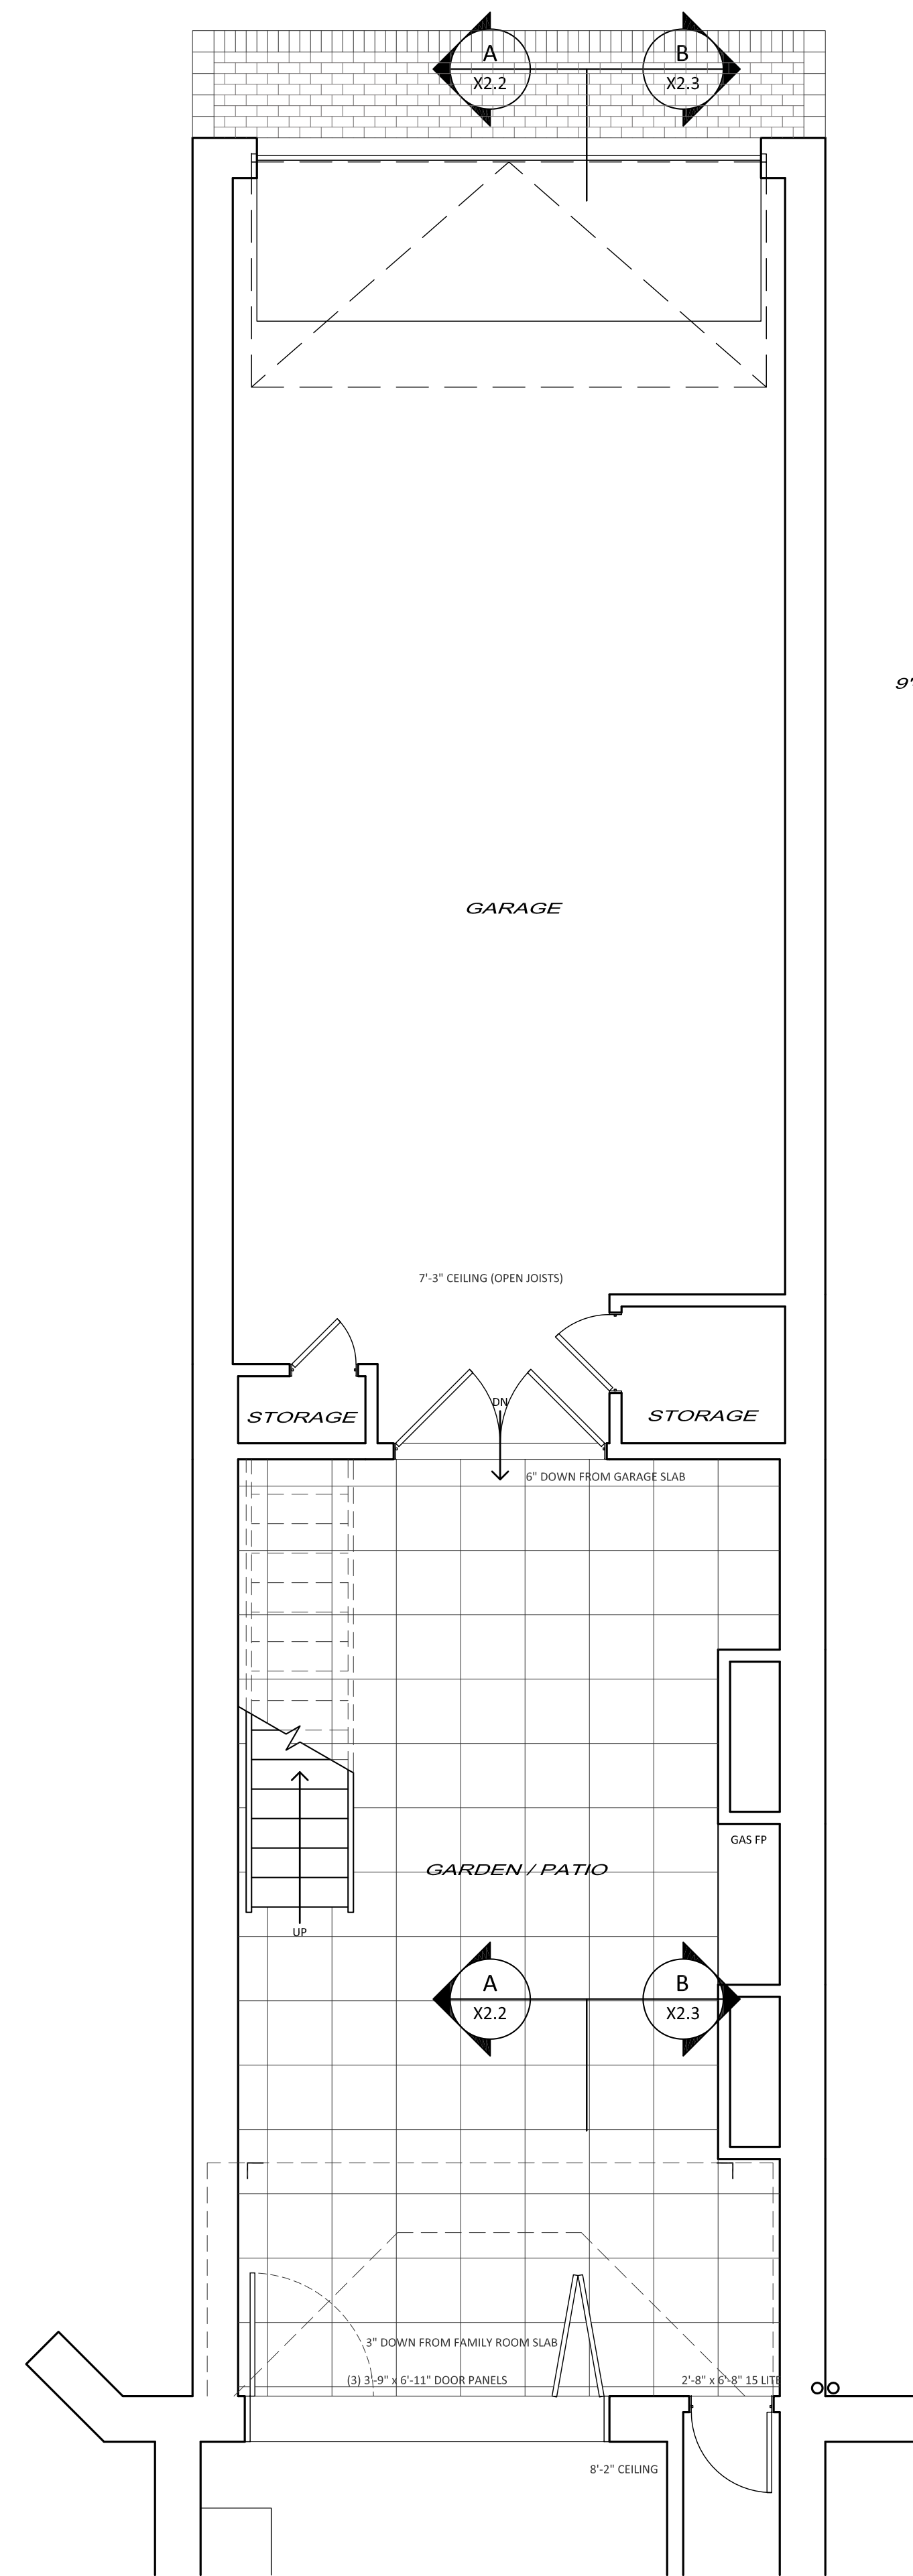 A
X2.2
B
X2.3
9'
GARAGE
7'-3" CEILING (OPEN JOISTS)
DN
STORAGE
STORAGE
6" DOWN FROM GARAGE SLAB
GAS FP
GARDEN / PATIO
UP
A
X2.2
B
X2.3
3" DOWN FROM FAMILY ROOM SLAB
(3) 3'-9" x 6'-11" DOOR PANELS
2'-8" x 6'-8" 15 LITE
8'-2" CEILING